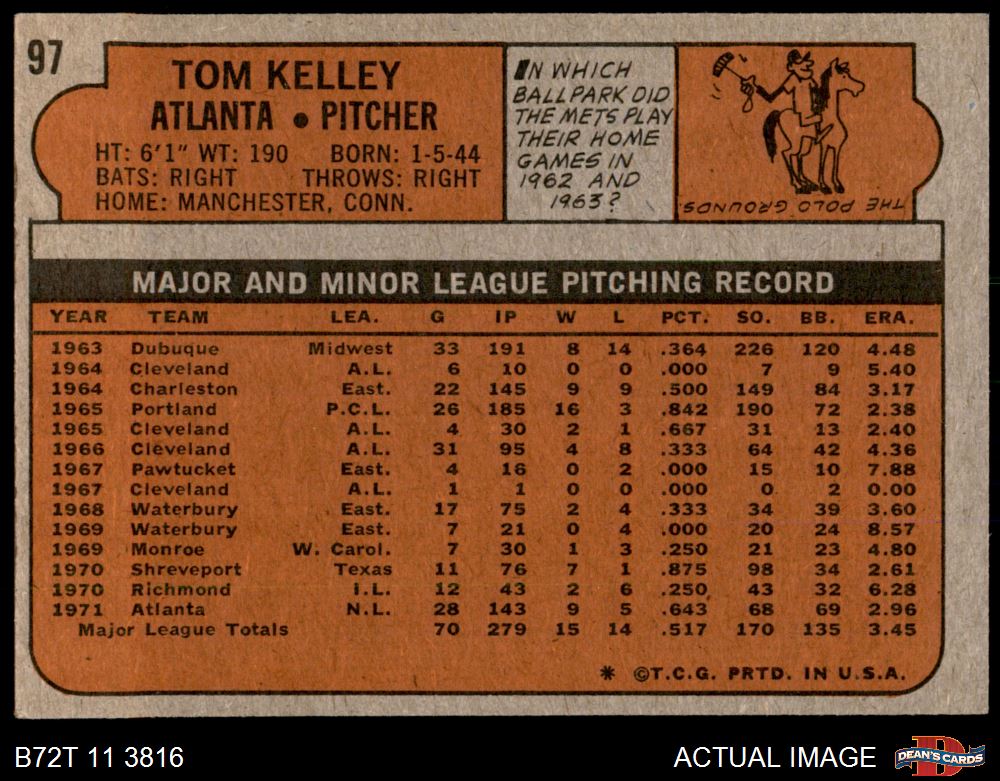 97
TOM KELLEY
ATLANTA • PITCHER
HT: 6'1" WT: 190 BORN: 1-5-44
BATS: RIGHT THROWS: RIGHT
HOME: MANCHESTER, CONN.
IN WHICH
BALLPARK DID
THE METS PLAY
THEIR HOME
GAMES IN
1962 AND
1963?
THE POLO GROUNDS
MAJOR AND MINOR LEAGUE PITCHING RECORD
YEAR TEAM LEA. G IP W L PCT. SO. BB. ERA.
1963 Dubuque Midwest 33 191 8 14 .364 226 120 4.48
1964 Cleveland A.L. 6 10 0 0 .000 7 9 5.40
1964 Charleston East. 22 145 9 9 .500 149 84 3.17
1965 Portland P.C.L. 26 185 16 3 .842 190 72 2.38
1965 Cleveland A.L. 4 30 2 1 .667 31 13 2.40
1966 Cleveland A.L. 31 95 4 8 .333 64 42 4.36
1967 Pawtucket East. 4 16 0 2 .000 15 10 7.88
1967 Cleveland A.L. 1 1 0 0 .000 0 2 0.00
1968 Waterbury East. 17 75 2 4 .333 34 39 3.60
1969 Waterbury East. 7 21 0 4 .000 20 24 8.57
1969 Monroe W. Carol. 7 30 1 3 .250 21 23 4.80
1970 Shreveport Texas 11 76 7 1 .875 98 34 2.61
1970 Richmond I.L. 12 43 2 6 .250 43 32 6.28
1971 Atlanta N.L. 28 143 9 5 .643 68 69 2.96
Major League Totals 70 279 15 14 .517 170 135 3.45
* ©T.C.G. PRTD. IN U.S.A.
B72T 11 3816
ACTUAL IMAGE
D
DEAN'S CARDS